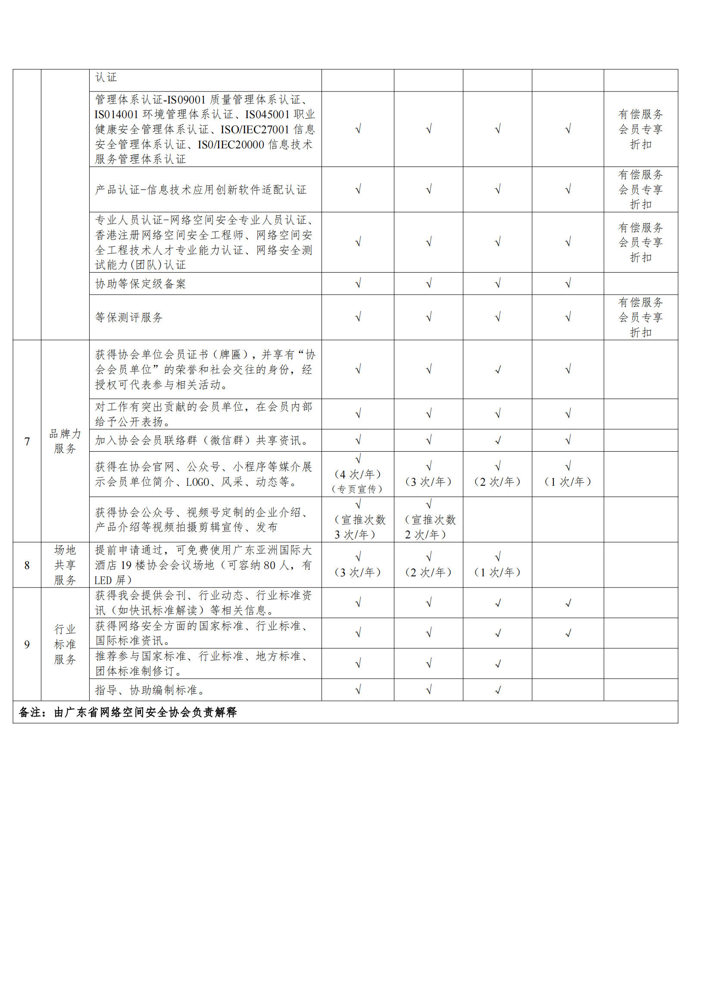 认证
管理体系认证-IS09001 质量管理体系认证、
IS014001 环境管理体系认证、IS045001 职业
健康安全管理体系认证、ISO/IEC27001 信息
安全管理体系认证、IS0/IEC20000 信息技术
服务管理体系认证
√ √ √ √
有偿服务
会员专享
折扣
产品认证-信息技术应用创新软件适配认证
√ √ √ √
有偿服务
会员专享
折扣
专业人员认证-网络空间安全专业人员认证、
香港注册网络空间安全工程师、网络空间安
全工程技术人才专业能力认证、网络安全测
试能力(团队)认证
√ √ √ √
有偿服务
会员专享
折扣
协助等保定级备案
√ √ √ √
等保测评服务
√ √ √ √
有偿服务
会员专享
折扣
7
品牌力
服务
获得协会单位会员证书（牌匾），并享有“协
会会员单位”的荣誉和社会交往的身份，经
授权可代表参与相关活动。
√ √ √ √
对工作有突出贡献的会员单位，在会员内部
给予公开表扬。
√ √ √ √
加入协会会员联络群（微信群）共享资讯。
√ √ √ √
获得在协会官网、公众号、小程序等媒介展
示会员单位简介、LOGO、风采、动态等。
√
（4 次/年）
（专页宣传）
√
（3 次/年）
√
（2 次/年）
√
（1 次/年）
获得协会公众号、视频号定制的企业介绍、
产品介绍等视频拍摄剪辑宣传、发布
√
（宣推次数
3 次/年）
√
（宣推次数
2 次/年）
8
场地
共享
服务
提前申请通过，可免费使用广东亚洲国际大
酒店 19 楼协会会议场地（可容纳 80 人，有
LED 屏）
√
（3 次/年）
√
（2 次/年）
√
（1 次/年）
9
行业
标准
服务
获得我会提供会刊、行业动态、行业标准资
讯（如快讯标准解读）等相关信息。
√ √ √ √
获得网络安全方面的国家标准、行业标准、
国际标准资讯。
√ √ √ √
推荐参与国家标准、行业标准、地方标准、
团体标准制修订。
√ √ √
指导、协助编制标准。
√ √ √
备注：由广东省网络空间安全协会负责解释